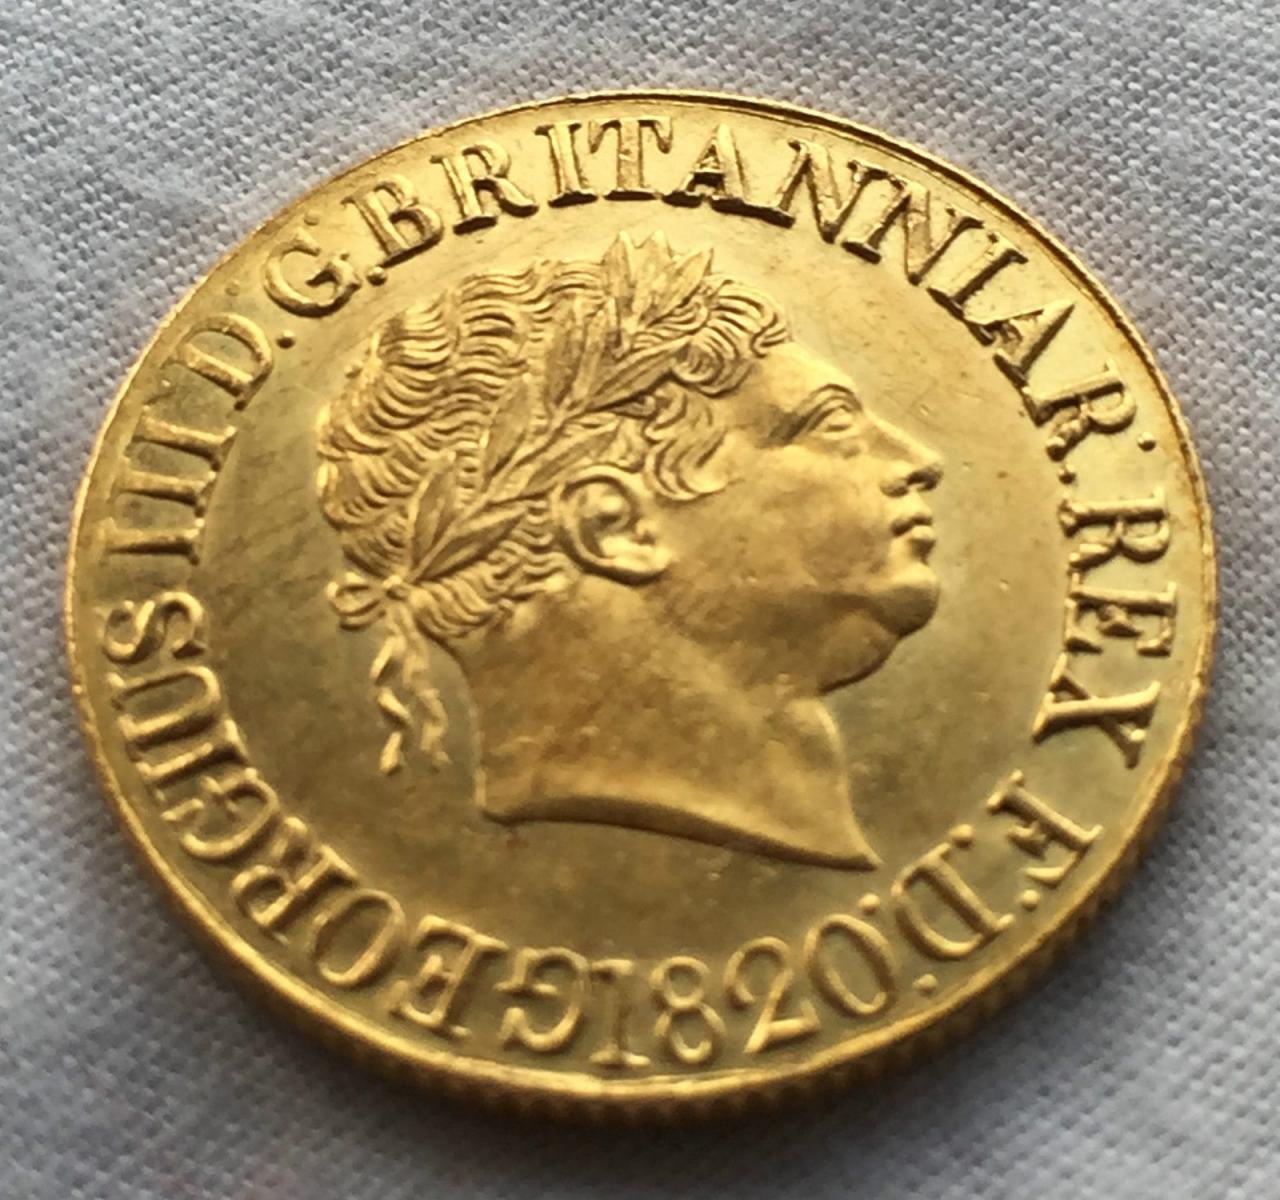 GEORGIUS III D.G. BRITANNIAR. REX F.D.
1820